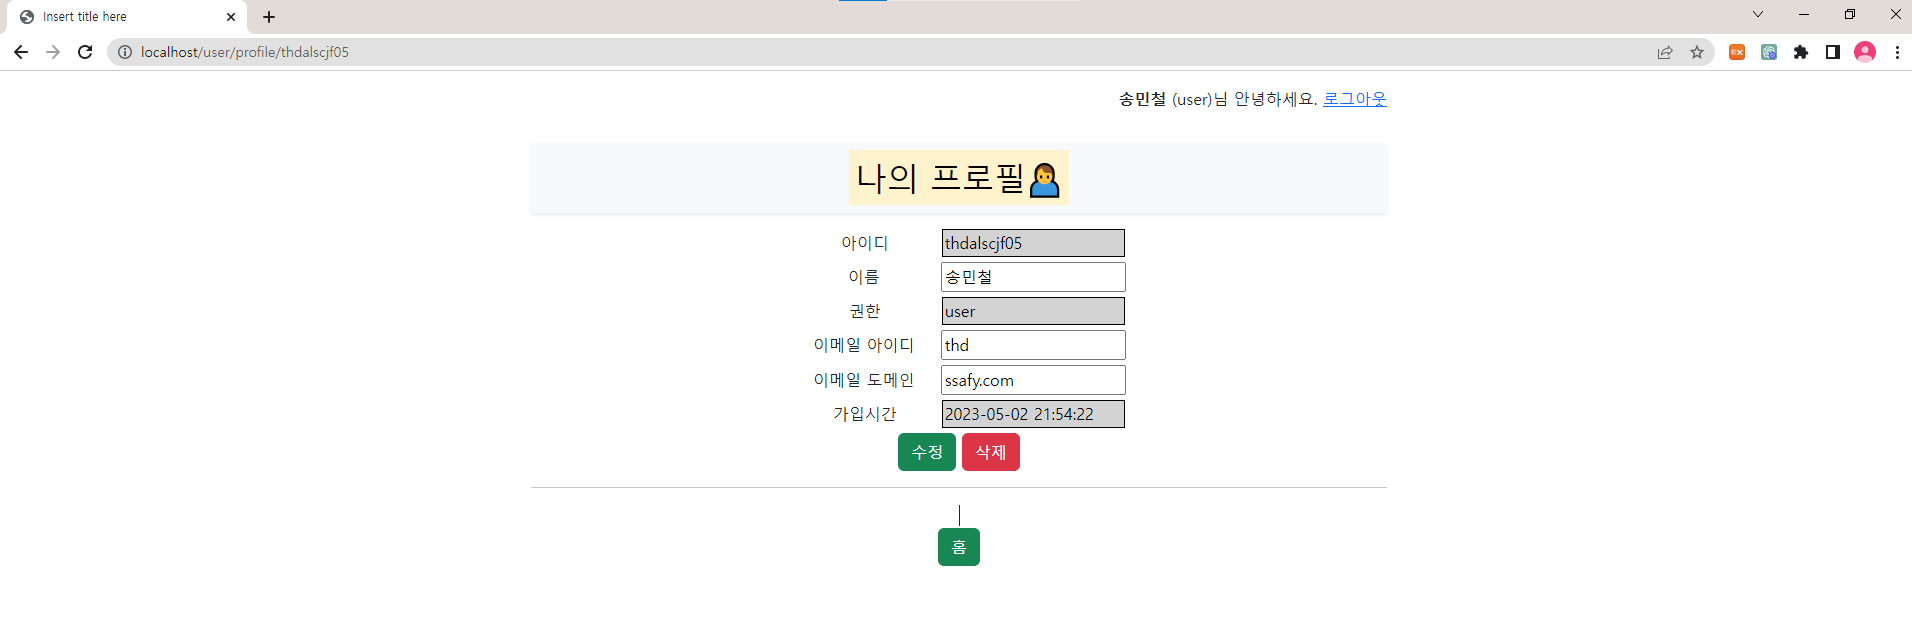 Insert title here
localhost/user/profile/thdalscjf05
송민철 (user)님 안녕하세요. 로그아웃
나의 프로필
아이디 thdalscjf05
이름 송민철
권한 user
이메일 아이디 thd
이메일 도메인 ssafy.com
가입시간 2023-05-02 21:54:22
수정 삭제
|
홈